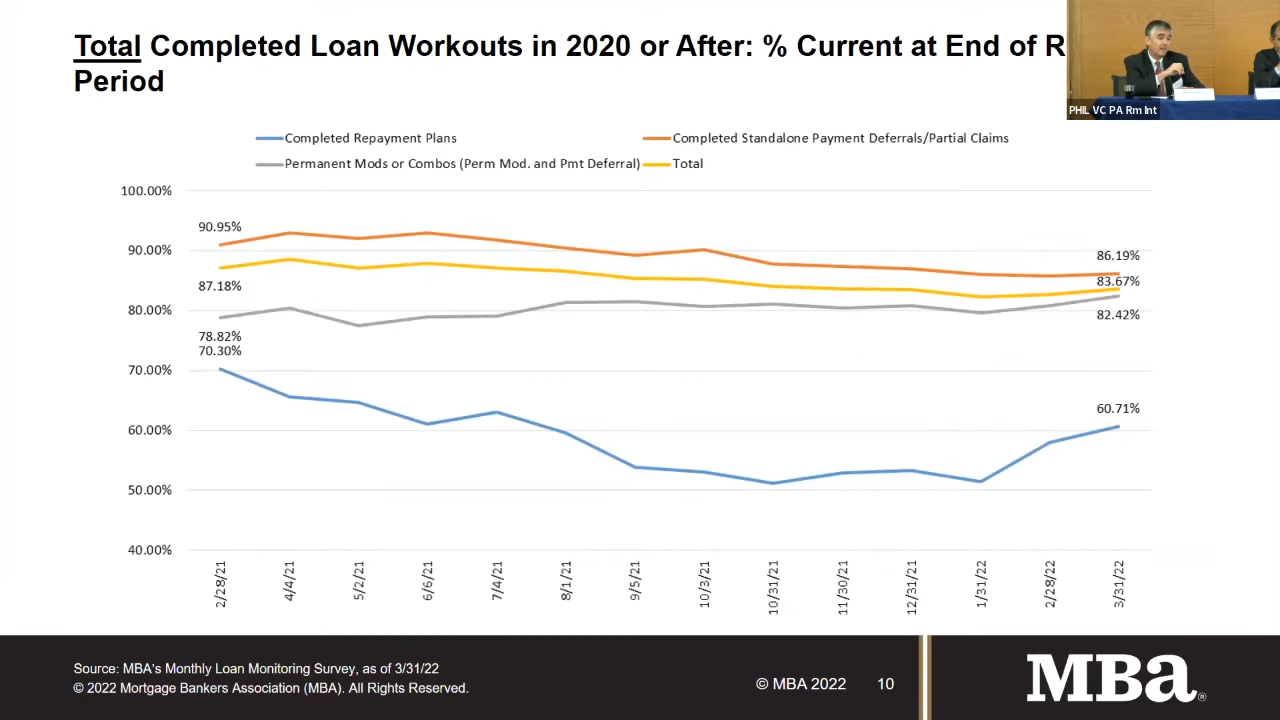 Total Completed Loan Workouts in 2020 or After: % Current at End of R
Period
PHIL VC PA Rm Int
Completed Repayment Plans
Completed Standalone Payment Deferrals/Partial Claims
Permanent Mods or Combos (Perm Mod. and Pmt Deferral)
Total
100.00%
90.00%
80.00%
70.00%
60.00%
50.00%
40.00%
90.95%
87.18%
78.82%
70.30%
86.19%
83.67%
82.42%
60.71%
2/28/21
4/4/21
5/2/21
6/6/21
7/4/21
8/1/21
9/5/21
10/3/21
10/31/21
11/30/21
12/31/21
1/31/22
2/28/22
3/31/22
Source: MBA's Monthly Loan Monitoring Survey, as of 3/31/22
© 2022 Mortgage Bankers Association (MBA). All Rights Reserved.
© MBA 2022
10
MBA®